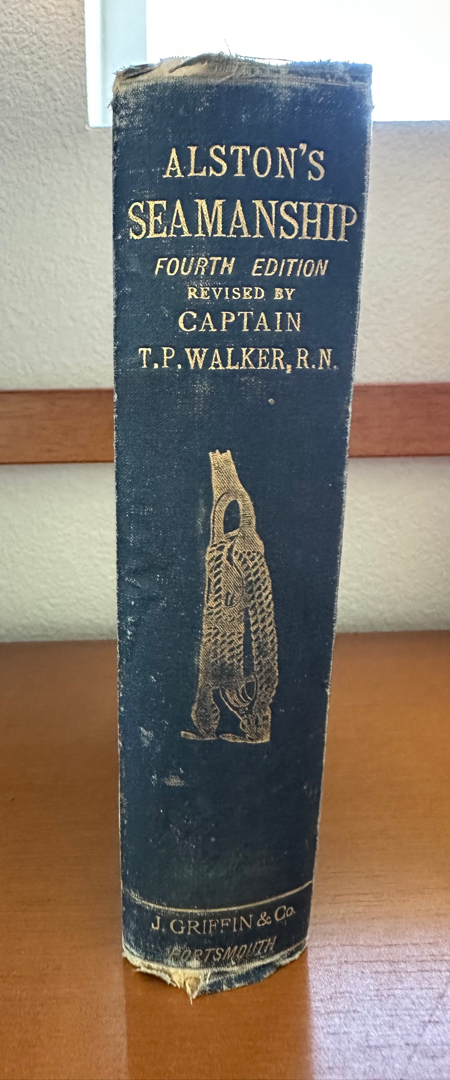 ALSTON'S
SEAMANSHIP
FOURTH EDITION
REVISED BY
CAPTAIN
T.P. WALKER, R.N.
J. GRIFFIN & Co.
PORTSMOUTH